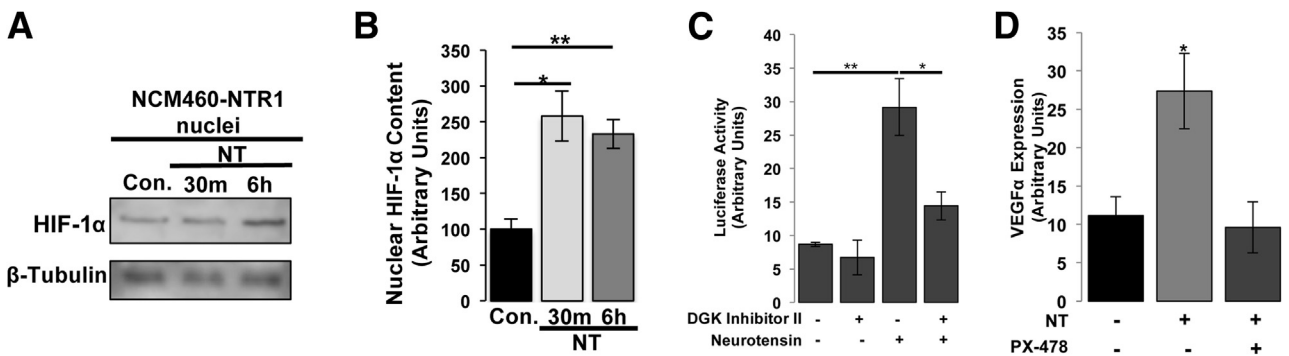 A
NCM460-NTR1
nuclei
NT
Con. 30m 6h
HIF-1α
β-Tubulin
B
Nuclear HIF-1α Content
(Arbitrary Units)
350
300
250
200
150
100
50
0
**
*
Con. 30m 6h
NT
C
Luciferase Activity
(Arbitrary Units)
40
35
30
25
20
15
10
5
0
** *
DGK Inhibitor II - + - +
Neurotensin - - + +
D
VEGFα Expression
(Arbitrary Units)
35
30
25
20
15
10
5
0
*
NT - + +
PX-478 - - +